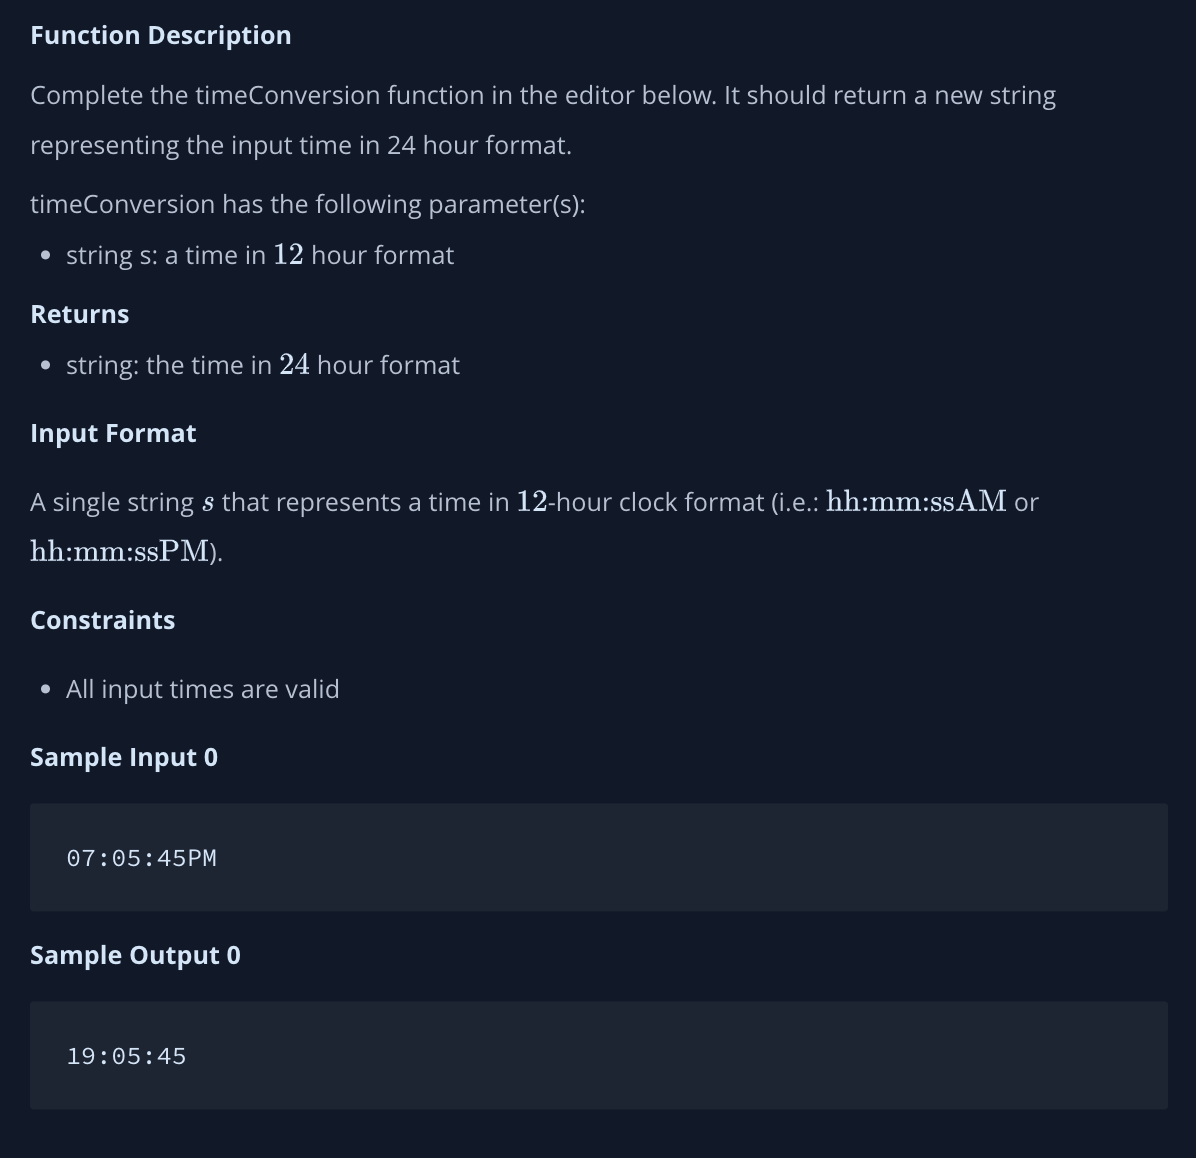 Function Description
Complete the timeConversion function in the editor below. It should return a new string
representing the input time in 24 hour format.
timeConversion has the following parameter(s):
• string s: a time in 12 hour format
Returns
• string: the time in 24 hour format
Input Format
A single string s that represents a time in 12-hour clock format (i.e.: hh:mm:ssAM or
hh:mm:ssPM).
Constraints
• All input times are valid
Sample Input 0
07:05:45PM
Sample Output 0
19:05:45